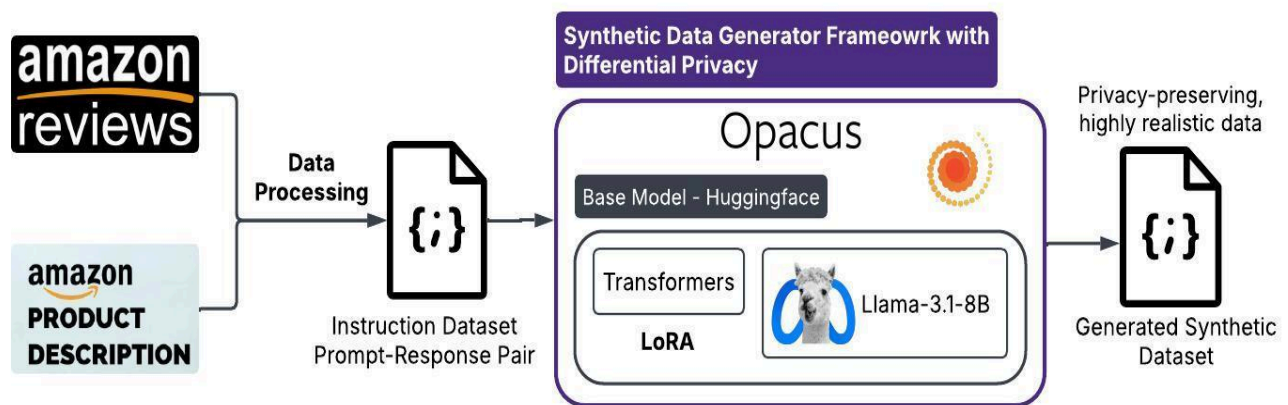 amazon
reviews
amazon
PRODUCT
DESCRIPTION
Data
Processing
{;}
Instruction Dataset
Prompt-Response Pair
Synthetic Data Generator Frameowrk with
Differential Privacy
Opacus
Base Model - Huggingface
Transformers
LoRA
Llama-3.1-8B
Privacy-preserving,
highly realistic data
{;}
Generated Synthetic
Dataset